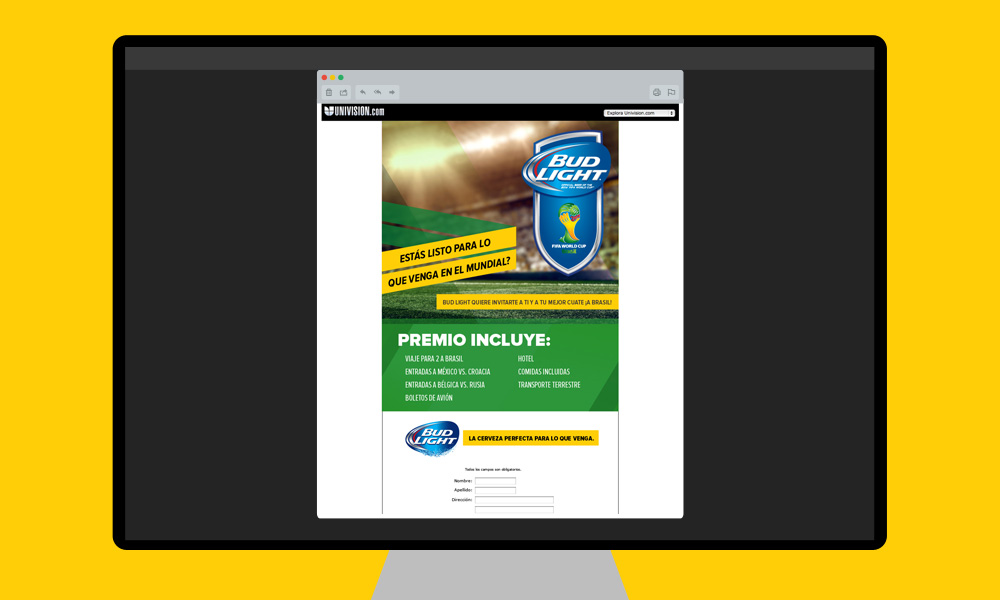 UNIVISION.com
Explora Univision.com
BUD
LIGHT
OFFICIAL BEER OF THE
2014 FIFA WORLD CUP
FIFA WORLD CUP
ESTÁS LISTO PARA LO
QUE VENGA EN EL MUNDIAL?
BUD LIGHT QUIERE INVITARTE A TI Y A TU MEJOR CUATE ¡A BRASIL!
PREMIO INCLUYE:
VIAJE PARA 2 A BRASIL
ENTRADAS A MÉXICO VS. CROACIA
ENTRADAS A BÉLGICA VS. RUSIA
BOLETOS DE AVIÓN
HOTEL
COMIDAS INCLUIDAS
TRANSPORTE TERRESTRE
BUD
LIGHT
LA CERVEZA PERFECTA PARA LO QUE VENGA.
Todos los campos son obligatorios.
Nombre:
Apellido:
Dirección: